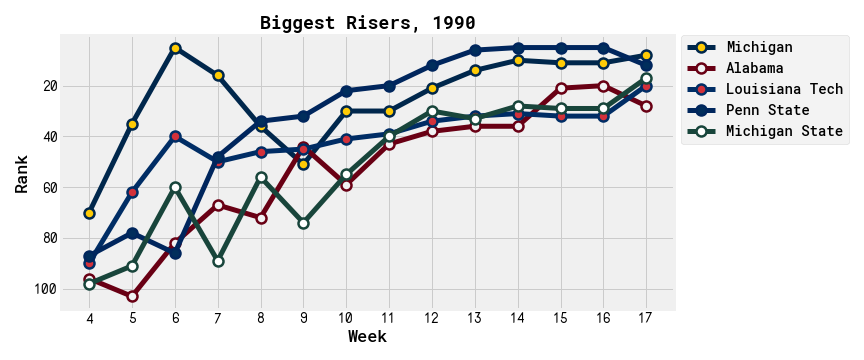 Biggest Risers, 1990
Michigan
Alabama
Louisiana Tech
Penn State
Michigan State
Rank
20
40
60
80
100
4 5 6 7 8 9 10 11 12 13 14 15 16 17
Week